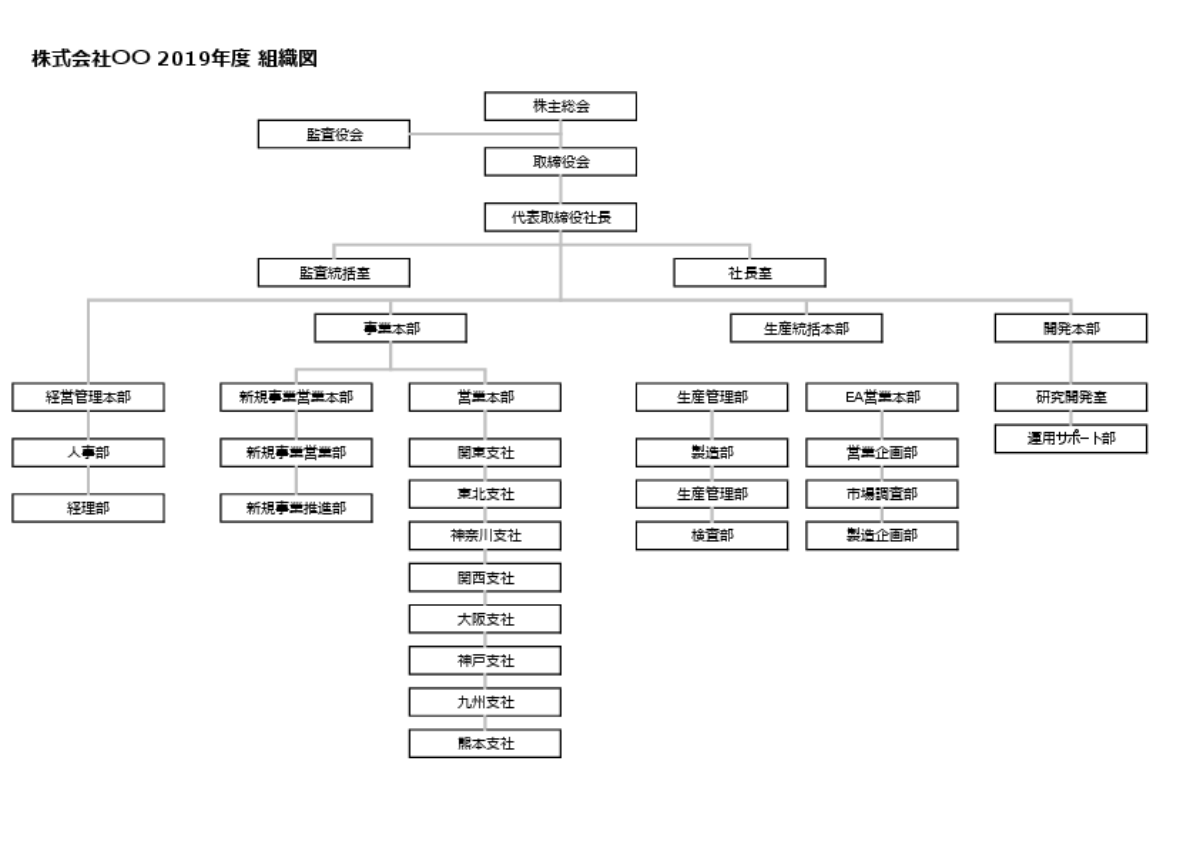 株式会社〇〇 2019年度 組織図
株主総会
監査役会
取締役会
代表取締役社長
監査統括室
社長室
事業本部
生産統括本部
開発本部
経営管理本部
新規事業営業本部
営業本部
生産管理部
EA営業本部
研究開発室
人事部
新規事業営業部
関東支社
製造部
営業企画部
運用サポート部
経理部
新規事業推進部
東北支社
生産管理部
市場調査部
神奈川支社
検査部
製造企画部
関西支社
大阪支社
神戸支社
九州支社
熊本支社